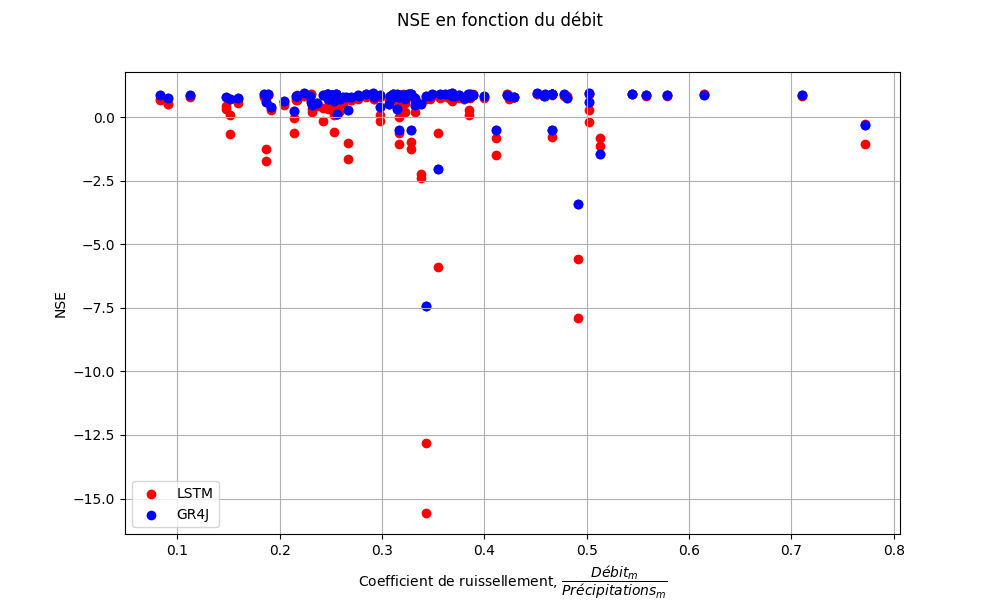 NSE en fonction du débit
0.0
−2.5
−5.0
−7.5
−10.0
−12.5
−15.0
NSE
LSTM
GR4J
0.1 0.2 0.3 0.4 0.5 0.6 0.7 0.8
Coefficient de ruissellement, Débit_m / Précipitations_m